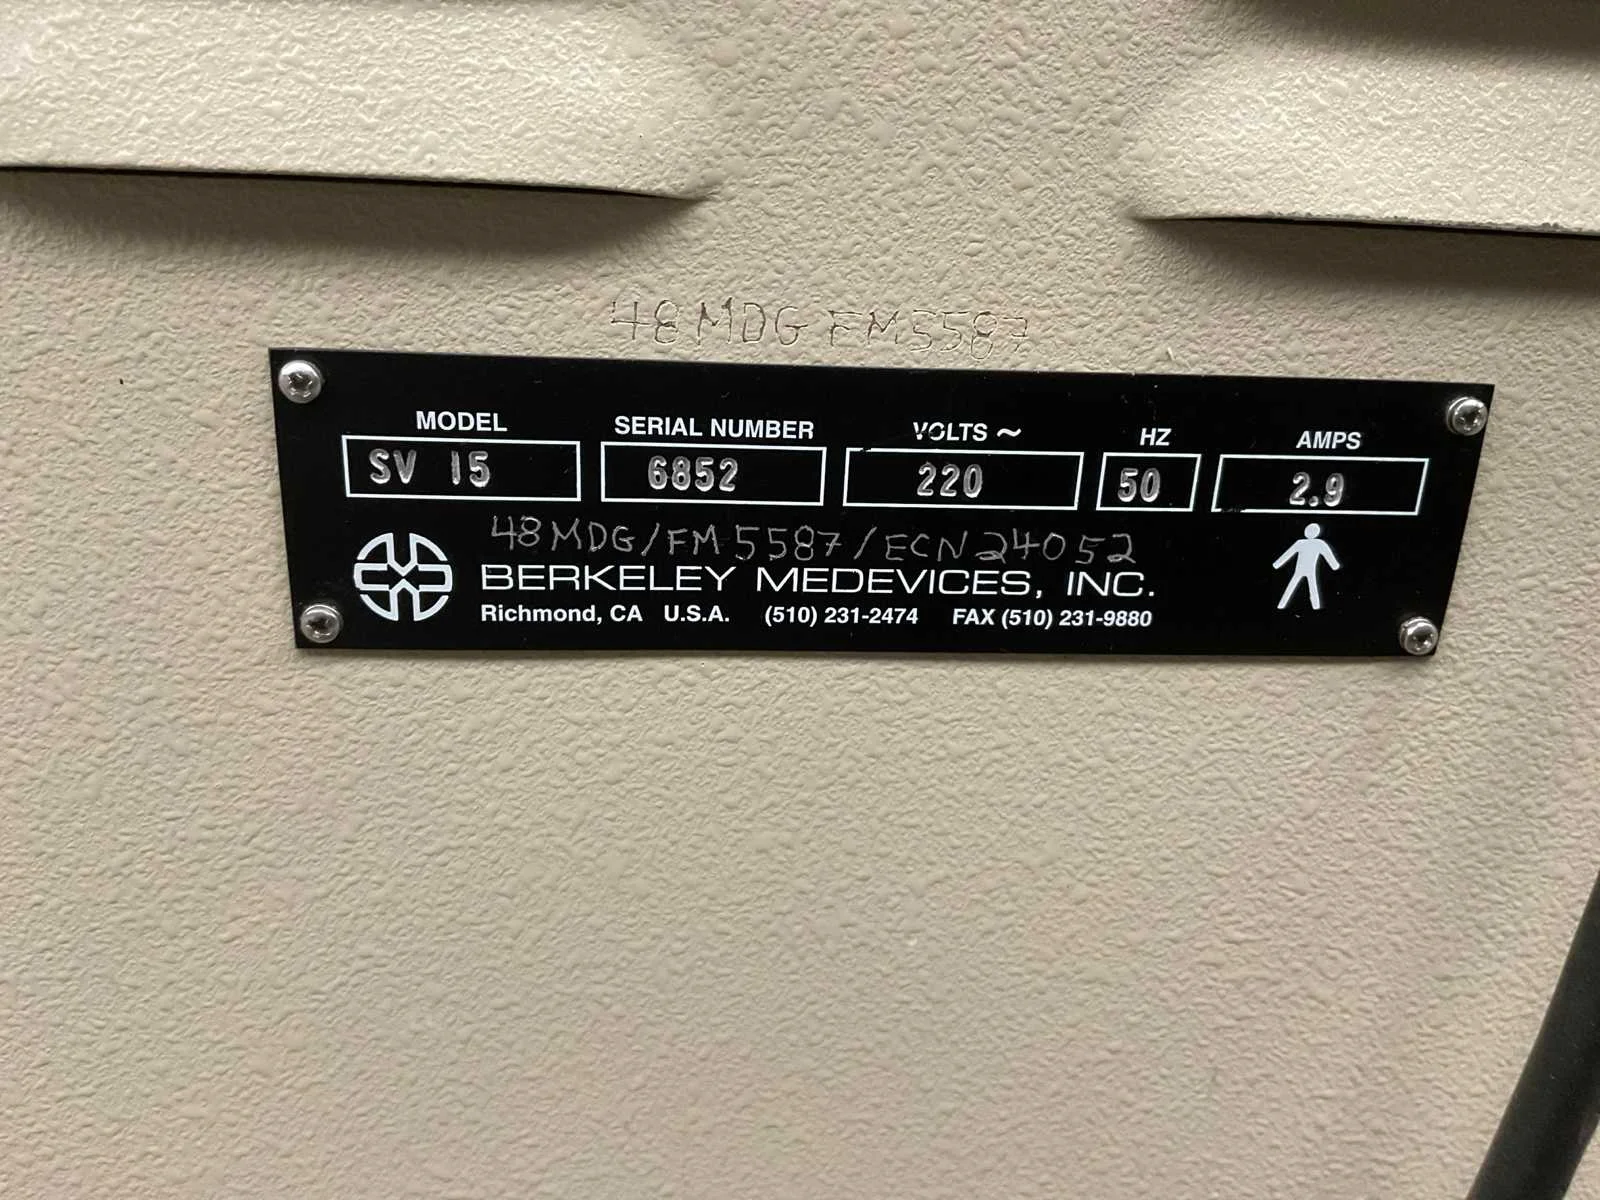 48MDG FM5587
MODEL SERIAL NUMBER VOLTS ~ HZ AMPS
SV 15 6852 220 50 2.9
48MDG/FM5587/ECN24052
BERKELEY MEDEVICES, INC.
Richmond, CA U.S.A. (510) 231-2474 FAX (510) 231-9880